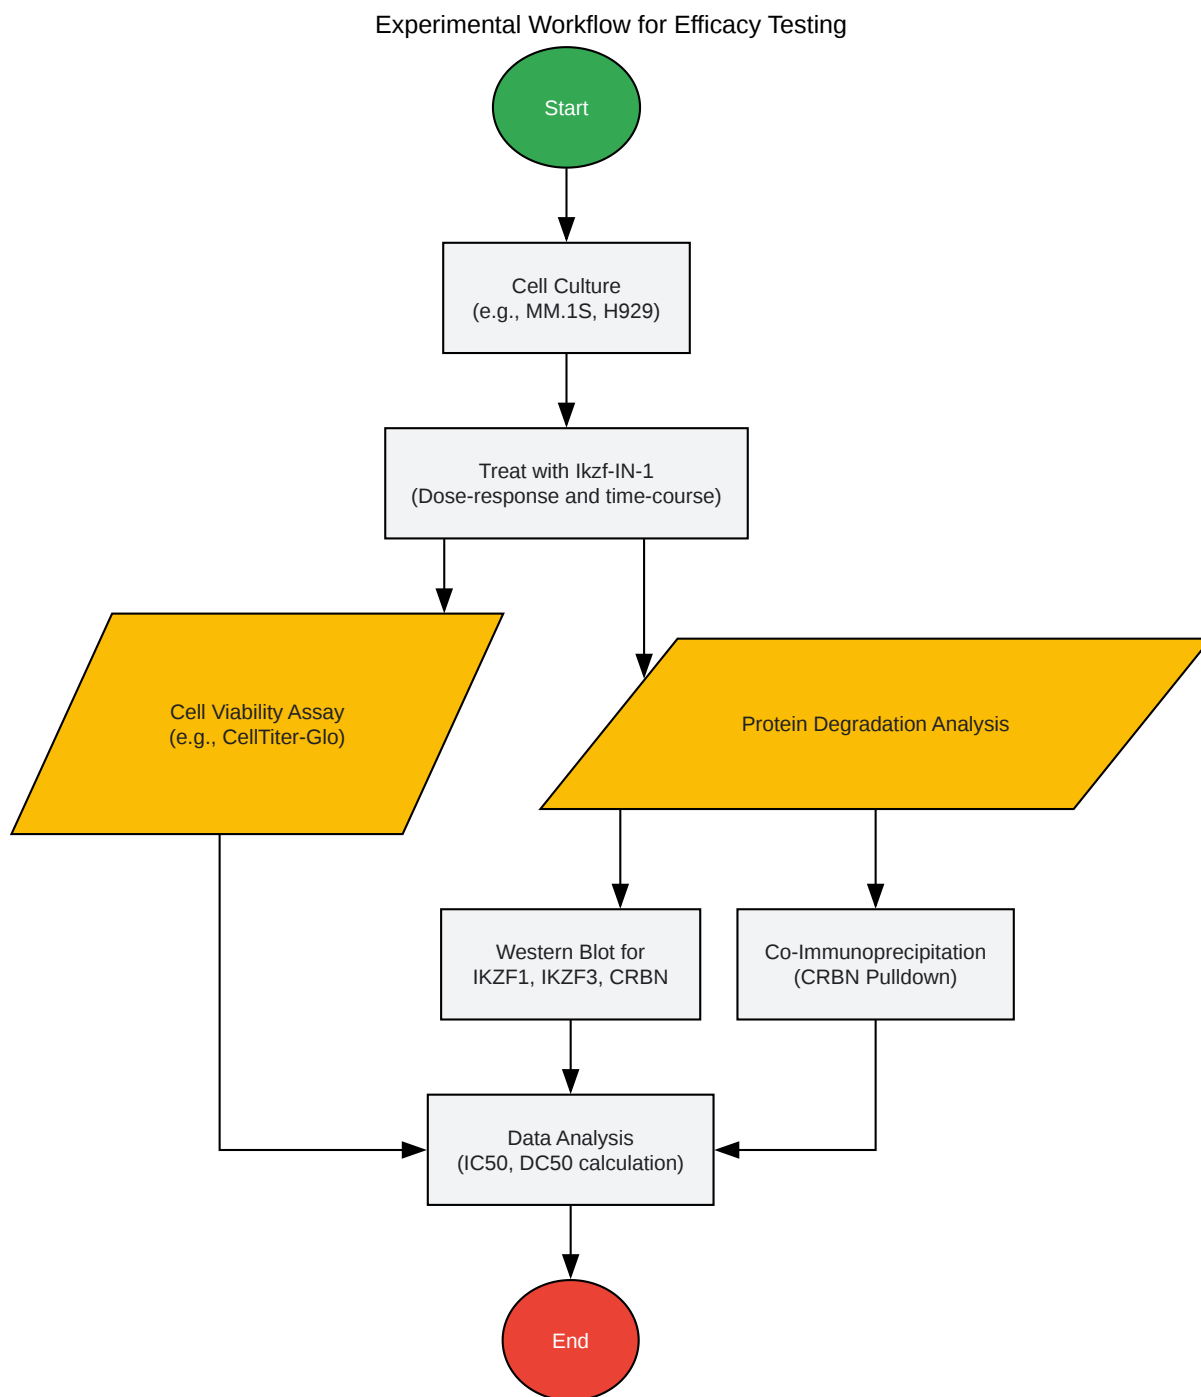 Experimental Workflow for Efficacy Testing
Start
Cell Culture
(e.g., MM.1S, H929)
Treat with Ikzf-IN-1
(Dose-response and time-course)
Cell Viability Assay
(e.g., CellTiter-Glo)
Protein Degradation Analysis
Western Blot for
IKZF1, IKZF3, CRBN
Co-Immunoprecipitation
(CRBN Pulldown)
Data Analysis
(IC50, DC50 calculation)
End